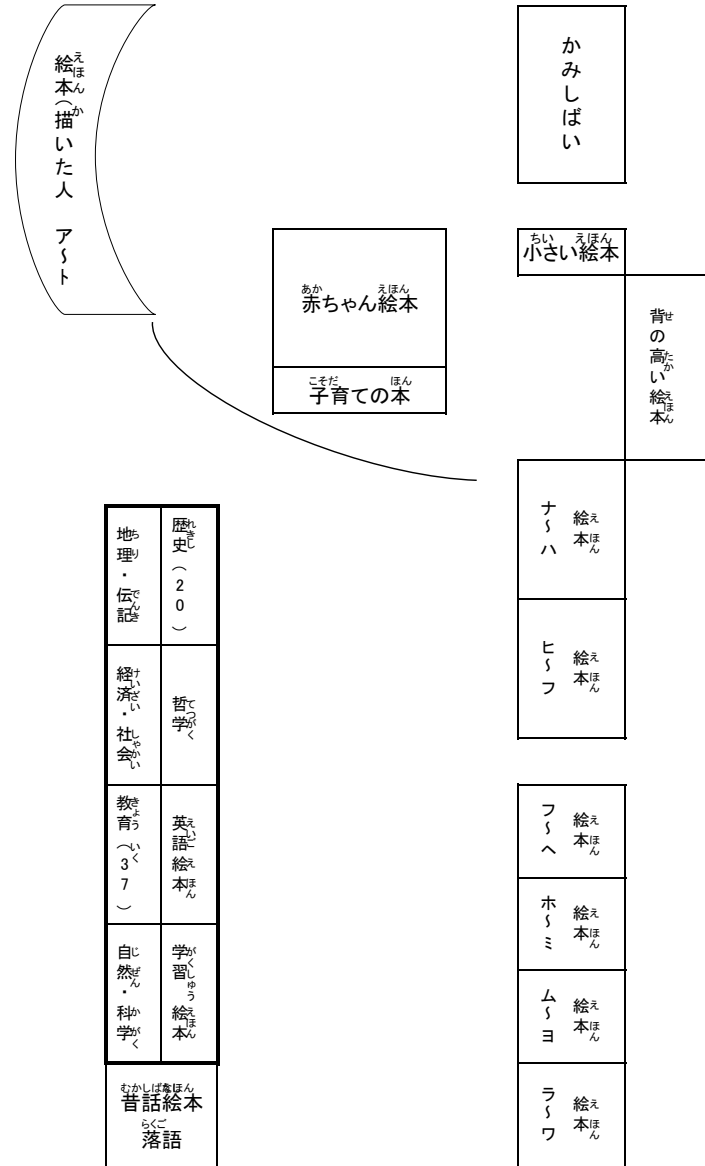 絵本（描いた人　ア～ト
かみしばい
小さい絵本
背の高い絵本
赤ちゃん絵本
子育ての本
絵本
ナ～ハ
絵本
ヒ～フ
歴史（２０）
地理・伝記
哲学
経済・社会
英語絵本
教育（３７）
学習絵本
自然・科学
昔話絵本
落語
絵本
フ～ヘ
絵本
ホ～ミ
絵本
ム～ヨ
絵本
ラ～ワ